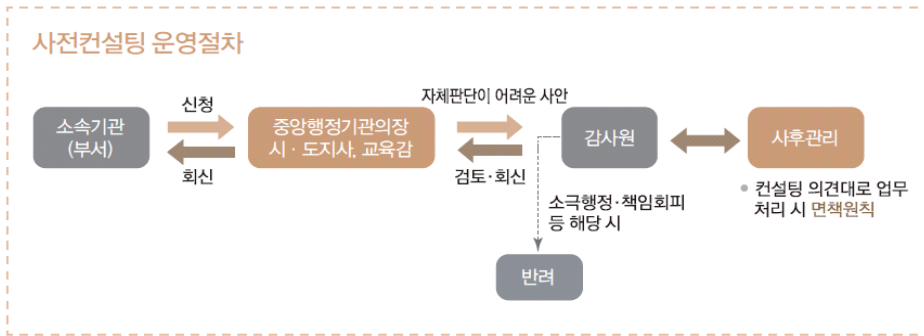 사전컨설팅 운영절차
소속기관
(부서)
신청
회신
중앙행정기관의장
시 · 도지사, 교육감
자체판단이 어려운 사안
검토·회신
감사원
사후관리
• 컨설팅 의견대로 업무
처리 시 면책원칙
소극행정·책임회피
등 해당 시
반려